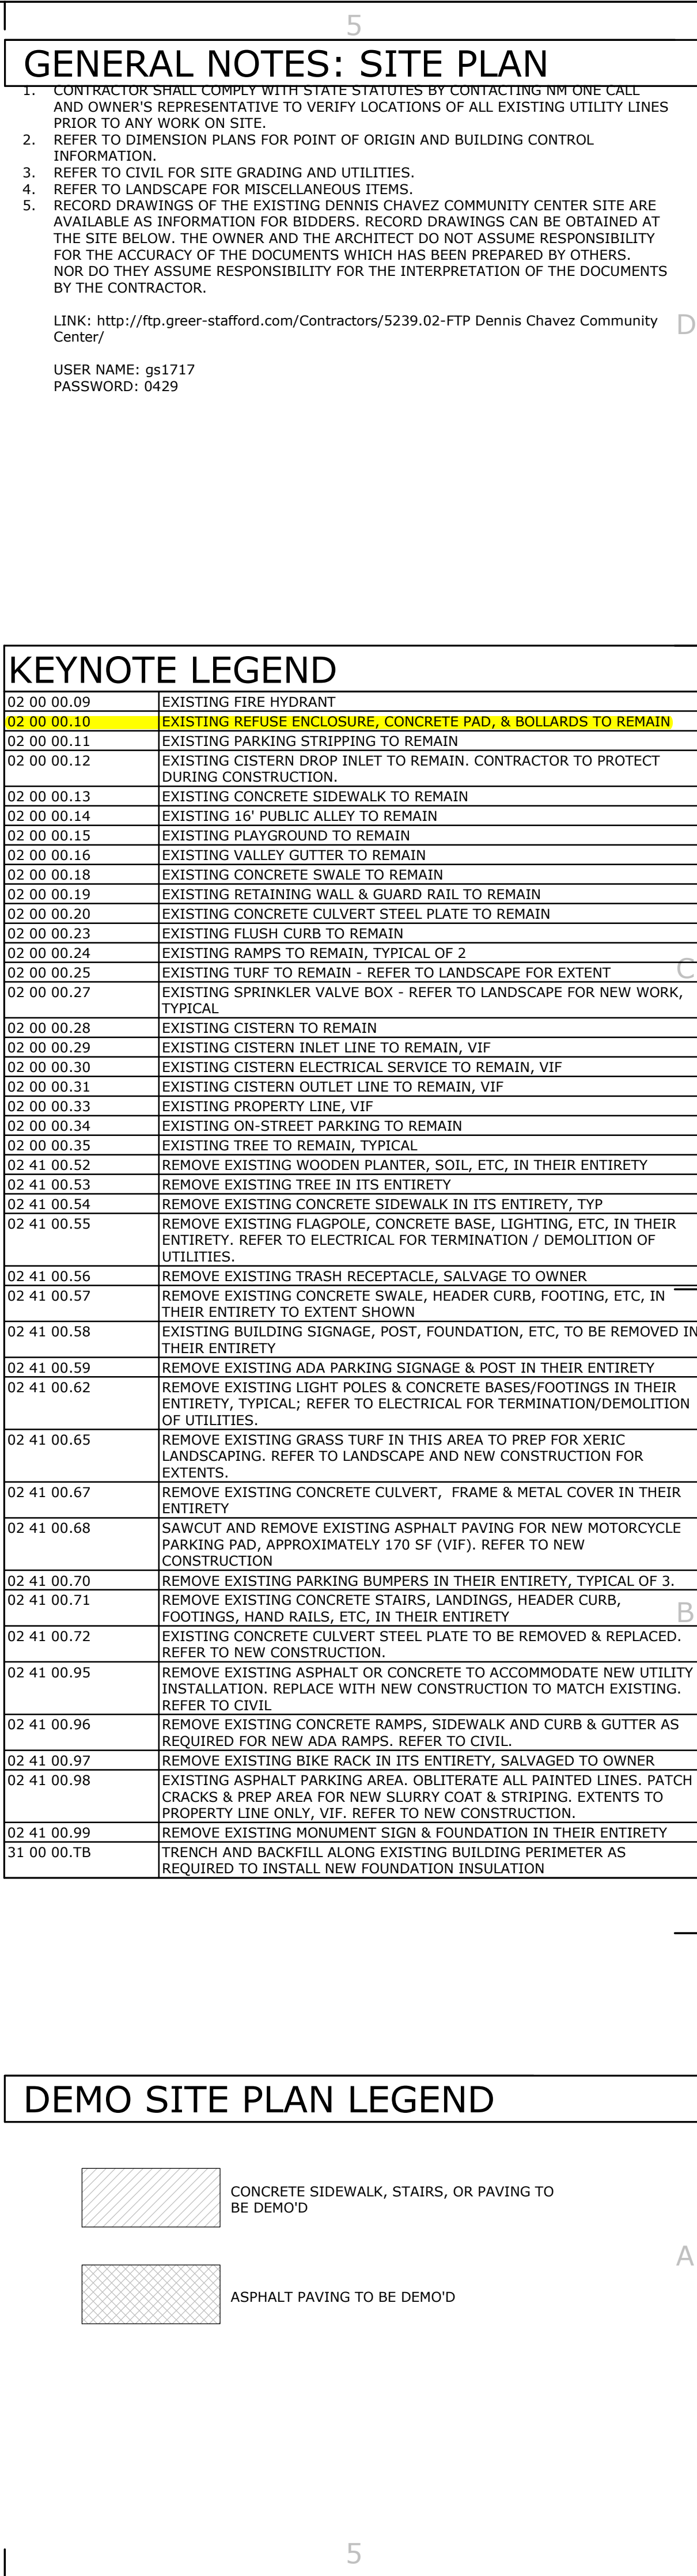 5
GENERAL NOTES: SITE PLAN
1. CONTRACTOR SHALL COMPLY WITH STATE STATUTES BY CONTACTING NM ONE CALL
AND OWNER'S REPRESENTATIVE TO VERIFY LOCATIONS OF ALL EXISTING UTILITY LINES
PRIOR TO ANY WORK ON SITE.
2. REFER TO DIMENSION PLANS FOR POINT OF ORIGIN AND BUILDING CONTROL
INFORMATION.
3. REFER TO CIVIL FOR SITE GRADING AND UTILITIES.
4. REFER TO LANDSCAPE FOR MISCELLANEOUS ITEMS.
5. RECORD DRAWINGS OF THE EXISTING DENNIS CHAVEZ COMMUNITY CENTER SITE ARE
AVAILABLE AS INFORMATION FOR BIDDERS. RECORD DRAWINGS CAN BE OBTAINED AT
THE SITE BELOW. THE OWNER AND THE ARCHITECT DO NOT ASSUME RESPONSIBILITY
FOR THE ACCURACY OF THE DOCUMENTS WHICH HAS BEEN PREPARED BY OTHERS.
NOR DO THEY ASSUME RESPONSIBILITY FOR THE INTERPRETATION OF THE DOCUMENTS
BY THE CONTRACTOR.
LINK: http://ftp.greer-stafford.com/Contractors/5239.02-FTP Dennis Chavez Community
Center/
D
USER NAME: gs1717
PASSWORD: 0429
KEYNOTE LEGEND
02 00 00.09 EXISTING FIRE HYDRANT
02 00 00.10 EXISTING REFUSE ENCLOSURE, CONCRETE PAD, & BOLLARDS TO REMAIN
02 00 00.11 EXISTING PARKING STRIPPING TO REMAIN
02 00 00.12 EXISTING CISTERN DROP INLET TO REMAIN. CONTRACTOR TO PROTECT
DURING CONSTRUCTION.
02 00 00.13 EXISTING CONCRETE SIDEWALK TO REMAIN
02 00 00.14 EXISTING 16' PUBLIC ALLEY TO REMAIN
02 00 00.15 EXISTING PLAYGROUND TO REMAIN
02 00 00.16 EXISTING VALLEY GUTTER TO REMAIN
02 00 00.18 EXISTING CONCRETE SWALE TO REMAIN
02 00 00.19 EXISTING RETAINING WALL & GUARD RAIL TO REMAIN
02 00 00.20 EXISTING CONCRETE CULVERT STEEL PLATE TO REMAIN
02 00 00.23 EXISTING FLUSH CURB TO REMAIN
02 00 00.24 EXISTING RAMPS TO REMAIN, TYPICAL OF 2
C
02 00 00.25 EXISTING TURF TO REMAIN - REFER TO LANDSCAPE FOR EXTENT
02 00 00.27 EXISTING SPRINKLER VALVE BOX - REFER TO LANDSCAPE FOR NEW WORK,
TYPICAL
02 00 00.28 EXISTING CISTERN TO REMAIN
02 00 00.29 EXISTING CISTERN INLET LINE TO REMAIN, VIF
02 00 00.30 EXISTING CISTERN ELECTRICAL SERVICE TO REMAIN, VIF
02 00 00.31 EXISTING CISTERN OUTLET LINE TO REMAIN, VIF
02 00 00.33 EXISTING PROPERTY LINE, VIF
02 00 00.34 EXISTING ON-STREET PARKING TO REMAIN
02 00 00.35 EXISTING TREE TO REMAIN, TYPICAL
02 41 00.52 REMOVE EXISTING WOODEN PLANTER, SOIL, ETC, IN THEIR ENTIRETY
02 41 00.53 REMOVE EXISTING TREE IN ITS ENTIRETY
02 41 00.54 REMOVE EXISTING CONCRETE SIDEWALK IN ITS ENTIRETY, TYP
02 41 00.55 REMOVE EXISTING FLAGPOLE, CONCRETE BASE, LIGHTING, ETC, IN THEIR
ENTIRETY. REFER TO ELECTRICAL FOR TERMINATION / DEMOLITION OF
UTILITIES.
02 41 00.56 REMOVE EXISTING TRASH RECEPTACLE, SALVAGE TO OWNER
02 41 00.57 REMOVE EXISTING CONCRETE SWALE, HEADER CURB, FOOTING, ETC, IN
THEIR ENTIRETY TO EXTENT SHOWN
02 41 00.58 EXISTING BUILDING SIGNAGE, POST, FOUNDATION, ETC, TO BE REMOVED IN
THEIR ENTIRETY
02 41 00.59 REMOVE EXISTING ADA PARKING SIGNAGE & POST IN THEIR ENTIRETY
02 41 00.62 REMOVE EXISTING LIGHT POLES & CONCRETE BASES/FOOTINGS IN THEIR
ENTIRETY, TYPICAL; REFER TO ELECTRICAL FOR TERMINATION/DEMOLITION
OF UTILITIES.
02 41 00.65 REMOVE EXISTING GRASS TURF IN THIS AREA TO PREP FOR XERIC
LANDSCAPING. REFER TO LANDSCAPE AND NEW CONSTRUCTION FOR
EXTENTS.
02 41 00.67 REMOVE EXISTING CONCRETE CULVERT, FRAME & METAL COVER IN THEIR
ENTIRETY
02 41 00.68 SAWCUT AND REMOVE EXISTING ASPHALT PAVING FOR NEW MOTORCYCLE
PARKING PAD, APPROXIMATELY 170 SF (VIF). REFER TO NEW
CONSTRUCTION
02 41 00.70 REMOVE EXISTING PARKING BUMPERS IN THEIR ENTIRETY, TYPICAL OF 3.
02 41 00.71 REMOVE EXISTING CONCRETE STAIRS, LANDINGS, HEADER CURB,
FOOTINGS, HAND RAILS, ETC, IN THEIR ENTIRETY
B
02 41 00.72 EXISTING CONCRETE CULVERT STEEL PLATE TO BE REMOVED & REPLACED.
REFER TO NEW CONSTRUCTION.
02 41 00.95 REMOVE EXISTING ASPHALT OR CONCRETE TO ACCOMMODATE NEW UTILITY
INSTALLATION. REPLACE WITH NEW CONSTRUCTION TO MATCH EXISTING.
REFER TO CIVIL
02 41 00.96 REMOVE EXISTING CONCRETE RAMPS, SIDEWALK AND CURB & GUTTER AS
REQUIRED FOR NEW ADA RAMPS. REFER TO CIVIL.
02 41 00.97 REMOVE EXISTING BIKE RACK IN ITS ENTIRETY, SALVAGED TO OWNER
02 41 00.98 EXISTING ASPHALT PARKING AREA. OBLITERATE ALL PAINTED LINES. PATCH
CRACKS & PREP AREA FOR NEW SLURRY COAT & STRIPING. EXTENTS TO
PROPERTY LINE ONLY, VIF. REFER TO NEW CONSTRUCTION.
02 41 00.99 REMOVE EXISTING MONUMENT SIGN & FOUNDATION IN THEIR ENTIRETY
31 00 00.TB TRENCH AND BACKFILL ALONG EXISTING BUILDING PERIMETER AS
REQUIRED TO INSTALL NEW FOUNDATION INSULATION
DEMO SITE PLAN LEGEND
CONCRETE SIDEWALK, STAIRS, OR PAVING TO
BE DEMO'D
A
ASPHALT PAVING TO BE DEMO'D
5